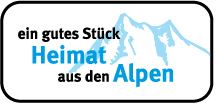 ein gutes Stück
Heimat
aus den Alpen